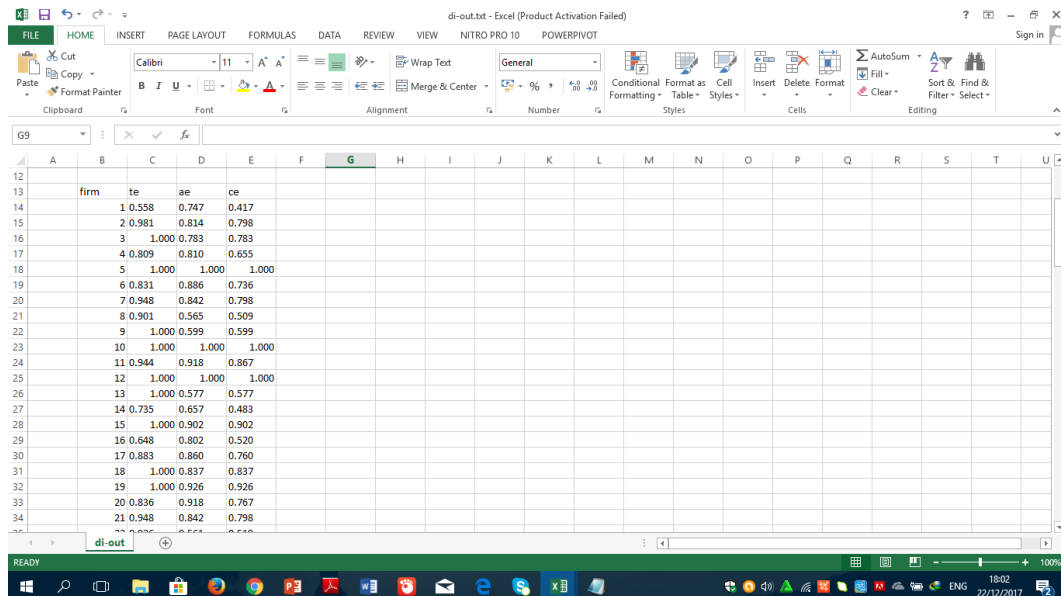 di-out.txt - Excel (Product Activation Failed)
FILE HOME INSERT PAGE LAYOUT FORMULAS DATA REVIEW VIEW NITRO PRO 10 POWERPIVOT Sign in
Cut Calibri 11 Wrap Text General AutoSum
Copy Fill
Paste Format Painter B I U A Merge & Center % , Conditional Format as Cell Insert Delete Format Clear Sort & Find &
Formatting Table Styles Filter Select
Clipboard Font Alignment Number Styles Cells Editing
G9 fx
A B C D E F G H I J K L M N O P Q R S T U
12
13 firm te ae ce
14 1 0.558 0.747 0.417
15 2 0.981 0.814 0.798
16 3 1.000 0.783 0.783
17 4 0.809 0.810 0.655
18 5 1.000 1.000 1.000
19 6 0.831 0.886 0.736
20 7 0.948 0.842 0.798
21 8 0.901 0.565 0.509
22 9 1.000 0.599 0.599
23 10 1.000 1.000 1.000
24 11 0.944 0.918 0.867
25 12 1.000 1.000 1.000
26 13 1.000 0.577 0.577
27 14 0.735 0.657 0.483
28 15 1.000 0.902 0.902
29 16 0.648 0.802 0.520
30 17 0.883 0.860 0.760
31 18 1.000 0.837 0.837
32 19 1.000 0.926 0.926
33 20 0.836 0.918 0.767
34 21 0.948 0.842 0.798
di-out
READY 100%
ENG 18:02
22/12/2017